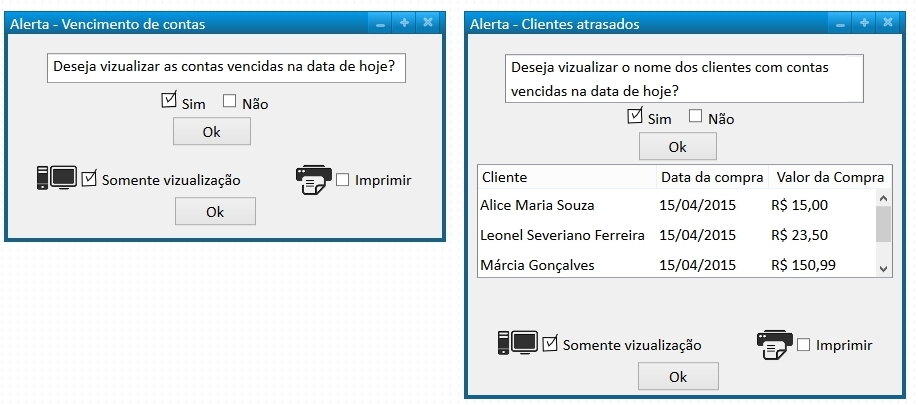 Alerta - Vencimento de contas
Deseja vizualizar as contas vencidas na data de hoje?
Sim Não
Ok
Somente vizualização Imprimir
Ok
Alerta - Clientes atrasados
Deseja vizualizar o nome dos clientes com contas
vencidas na data de hoje?
Sim Não
Ok
Cliente Data da compra Valor da Compra
Alice Maria Souza 15/04/2015 R$ 15,00
Leonel Severiano Ferreira 15/04/2015 R$ 23,50
Márcia Gonçalves 15/04/2015 R$ 150,99
Somente vizualização Imprimir
Ok